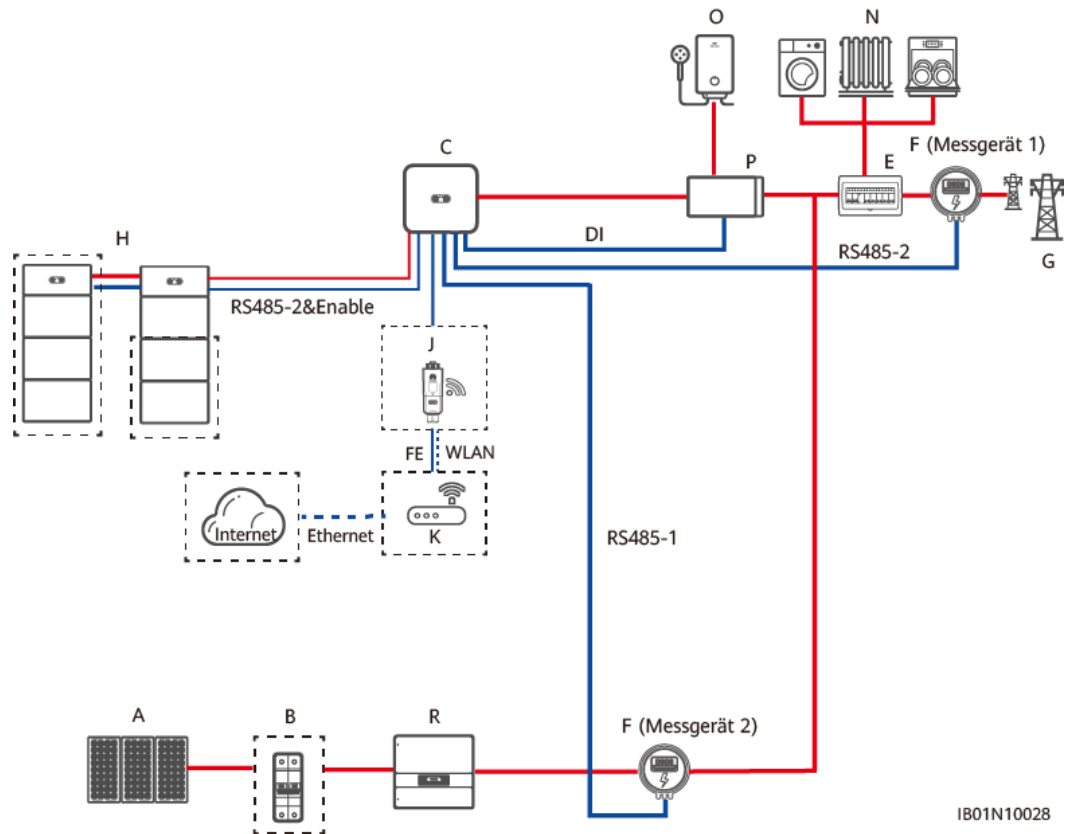 O
N
C
P
E
F (Messgerät 1)
H
DI
RS485-2
G
RS485-2&Enable
J
FE
WLAN
Internet
Ethernet
K
RS485-1
A
B
R
F (Messgerät 2)
IB01N10028